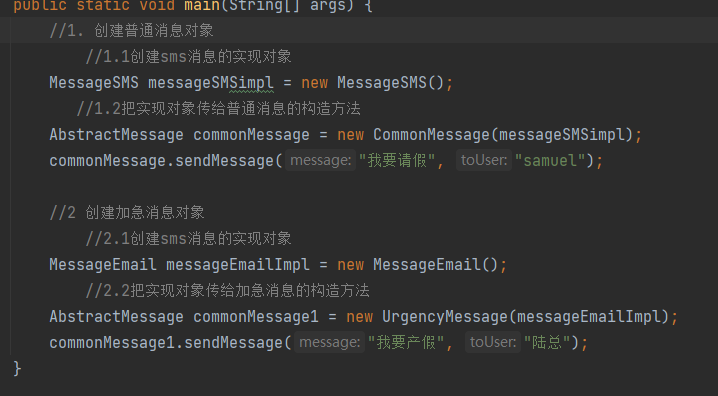 public static void main(String[] args) {
//1. 创建普通消息对象
//1.1创建sms消息的实现对象
MessageSMS messageSMSimpl = new MessageSMS();
//1.2把实现对象传给普通消息的构造方法
AbstractMessage commonMessage = new CommonMessage(messageSMSimpl);
commonMessage.sendMessage( message: "我要请假", toUser: "samuel");
//2 创建加急消息对象
//2.1创建sms消息的实现对象
MessageEmail messageEmailImpl = new MessageEmail();
//2.2把实现对象传给加急消息的构造方法
AbstractMessage commonMessage1 = new UrgencyMessage(messageEmailImpl);
commonMessage1.sendMessage( message: "我要产假", toUser: "陆总");
}